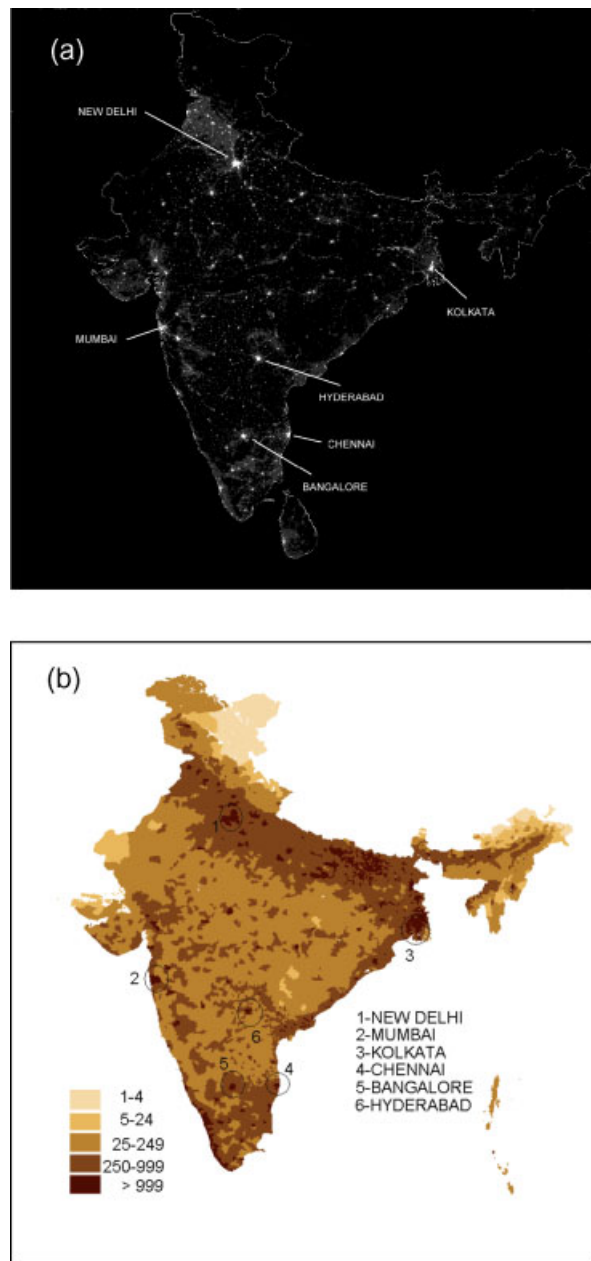 (a)
NEW DELHI
KOLKATA
MUMBAI
HYDERABAD
CHENNAI
BANGALORE
(b)
1
2
3
6
5
4
1-NEW DELHI
2-MUMBAI
3-KOLKATA
4-CHENNAI
5-BANGALORE
6-HYDERABAD
1-4
5-24
25-249
250-999
> 999